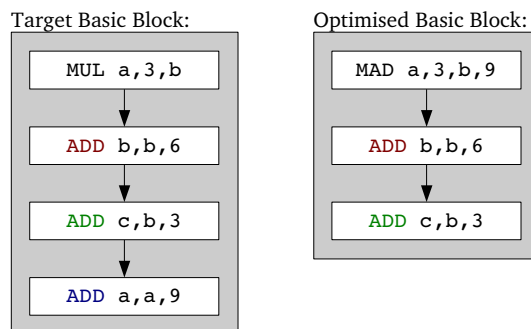 Target Basic Block:
MUL a,3,b
ADD b,b,6
ADD c,b,3
ADD a,a,9
Optimised Basic Block:
MAD a,3,b,9
ADD b,b,6
ADD c,b,3